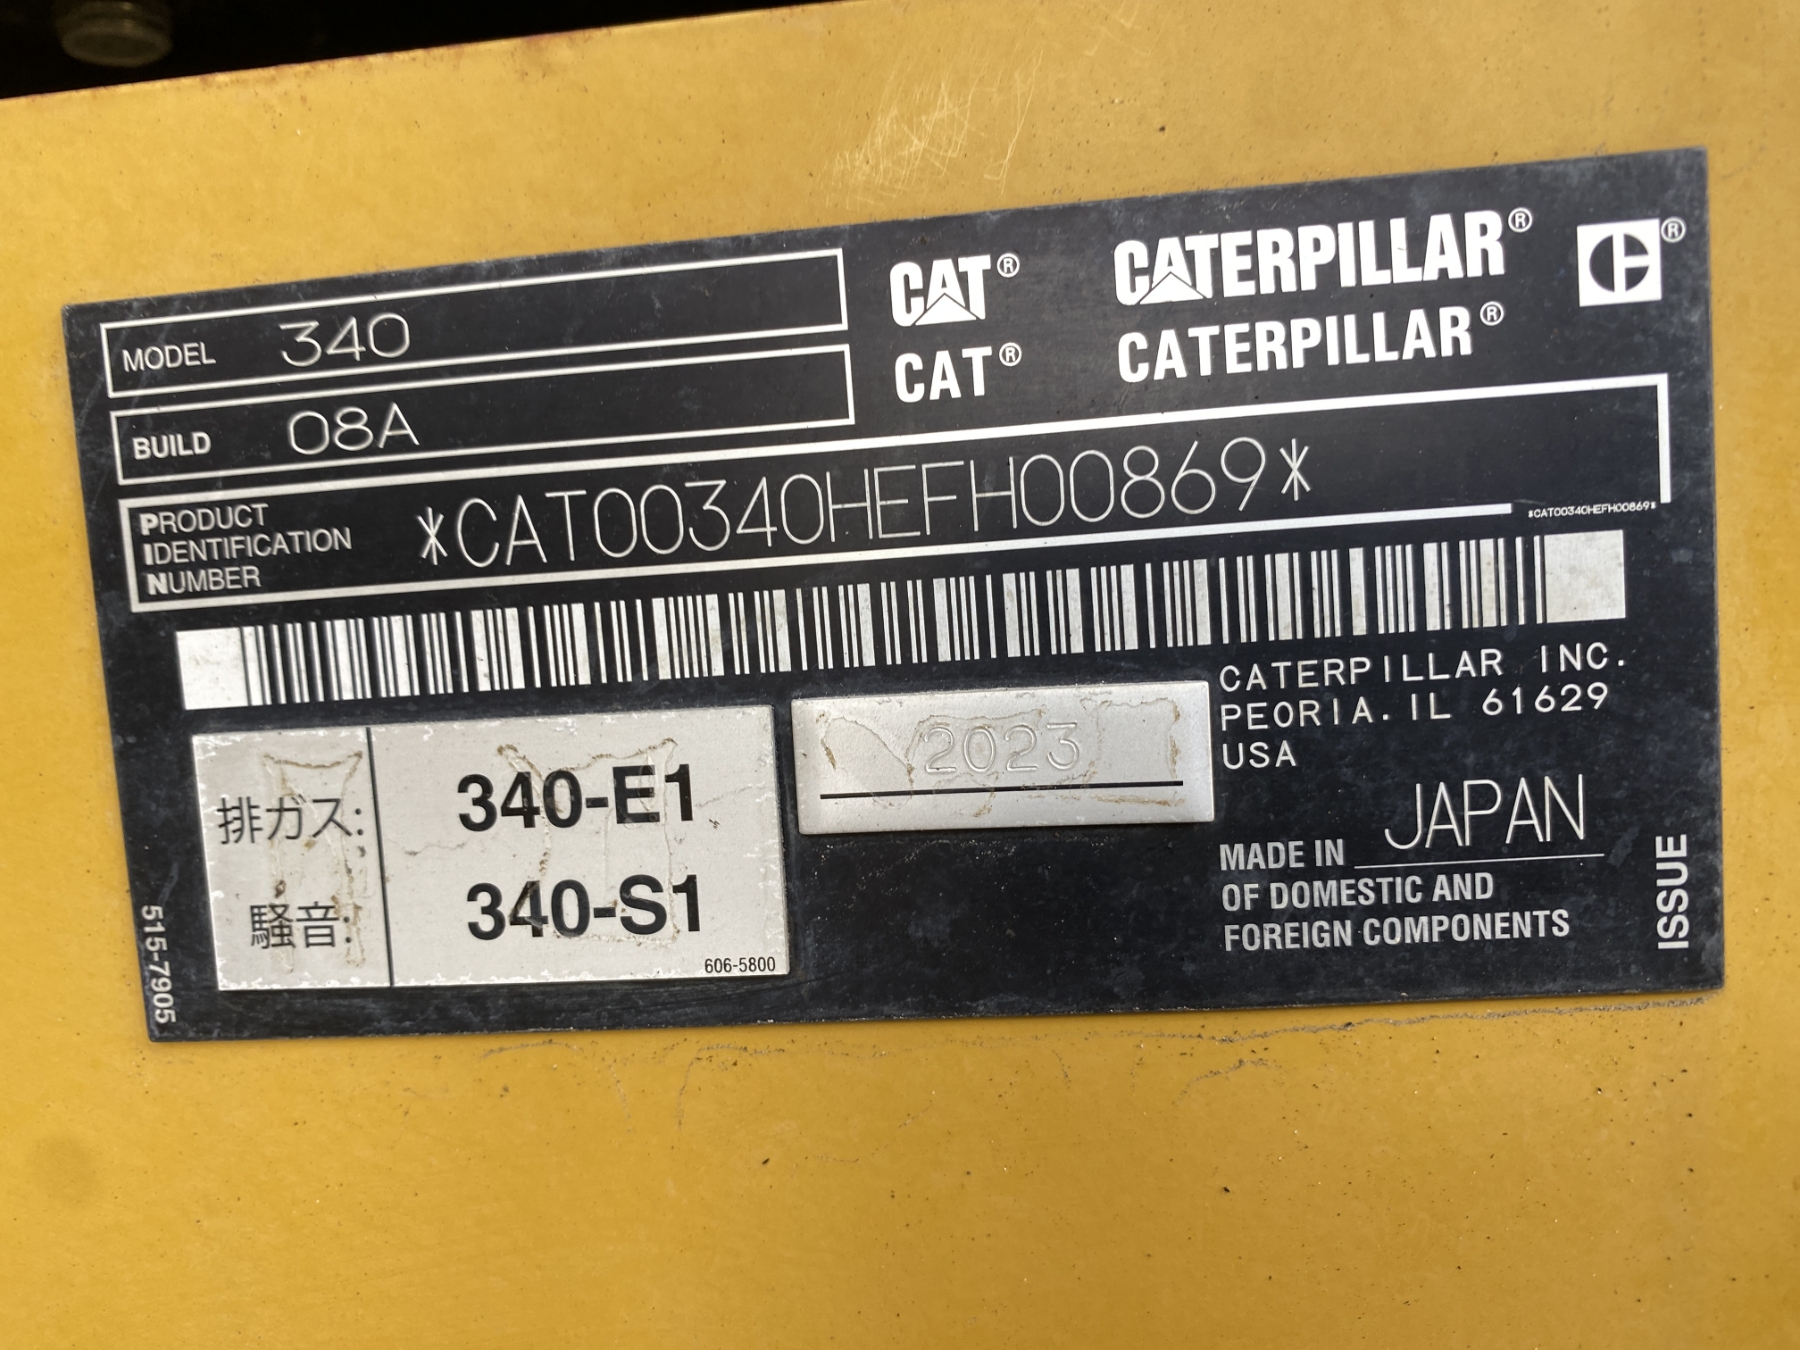 MODEL 340
BUILD 08A
CAT® CATERPILLAR®
CAT® CATERPILLAR®
PRODUCT
IDENTIFICATION
NUMBER
*CAT00340HEFH00869*
*CAT00340HEFH00869*
CATERPILLAR INC.
PEORIA. IL 61629
USA
2023
排ガス: 340-E1
騒音: 340-S1
606-5800
MADE IN JAPAN
OF DOMESTIC AND
FOREIGN COMPONENTS
ISSUE
515-7905